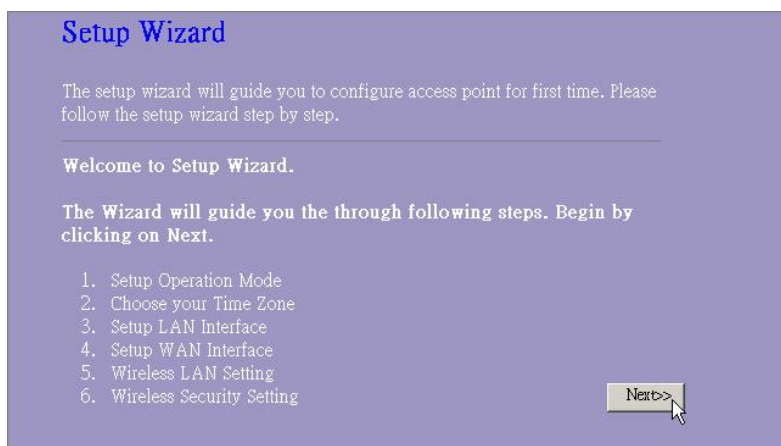 Setup Wizard
The setup wizard will guide you to configure access point for first time. Please
follow the setup wizard step by step.
Welcome to Setup Wizard.
The Wizard will guide you the through following steps. Begin by
clicking on Next.
1. Setup Operation Mode
2. Choose your Time Zone
3. Setup LAN Interface
4. Setup WAN Interface
5. Wireless LAN Setting
6. Wireless Security Setting
Next>>